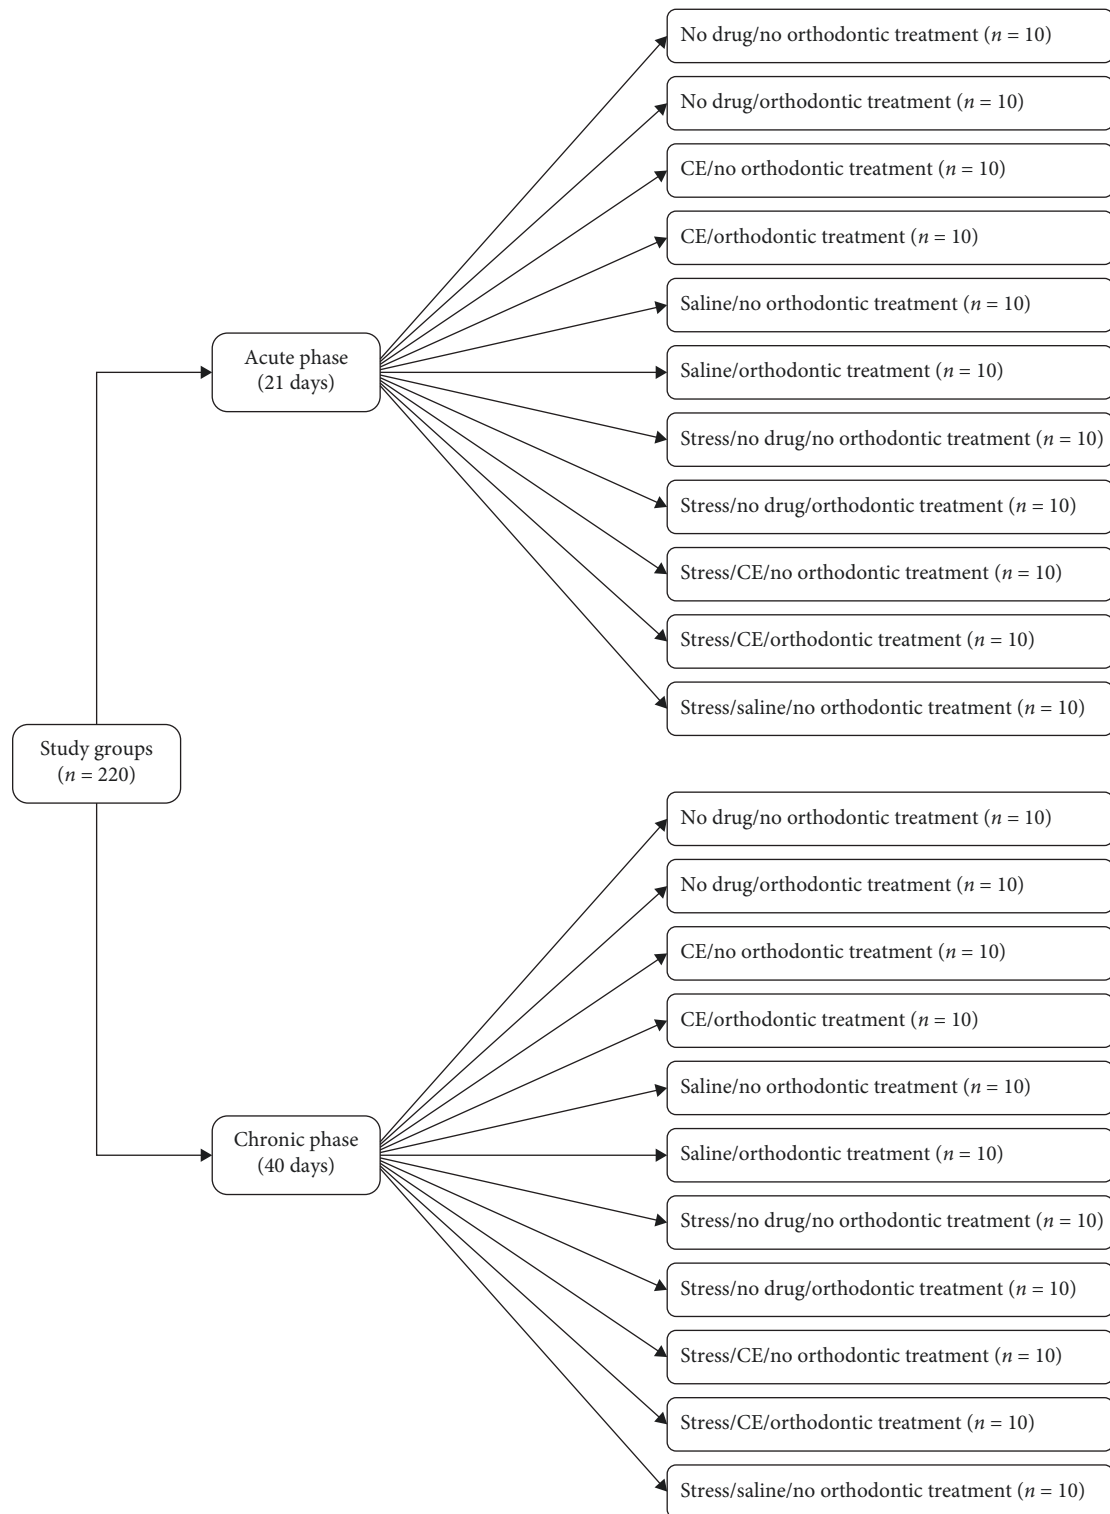 Study groups
(n = 220)
Acute phase
(21 days)
No drug/no orthodontic treatment (n = 10)
No drug/orthodontic treatment (n = 10)
CE/no orthodontic treatment (n = 10)
CE/orthodontic treatment (n = 10)
Saline/no orthodontic treatment (n = 10)
Saline/orthodontic treatment (n = 10)
Stress/no drug/no orthodontic treatment (n = 10)
Stress/no drug/orthodontic treatment (n = 10)
Stress/CE/no orthodontic treatment (n = 10)
Stress/CE/orthodontic treatment (n = 10)
Stress/saline/no orthodontic treatment (n = 10)
Chronic phase
(40 days)
No drug/no orthodontic treatment (n = 10)
No drug/orthodontic treatment (n = 10)
CE/no orthodontic treatment (n = 10)
CE/orthodontic treatment (n = 10)
Saline/no orthodontic treatment (n = 10)
Saline/orthodontic treatment (n = 10)
Stress/no drug/no orthodontic treatment (n = 10)
Stress/no drug/orthodontic treatment (n = 10)
Stress/CE/no orthodontic treatment (n = 10)
Stress/CE/orthodontic treatment (n = 10)
Stress/saline/no orthodontic treatment (n = 10)